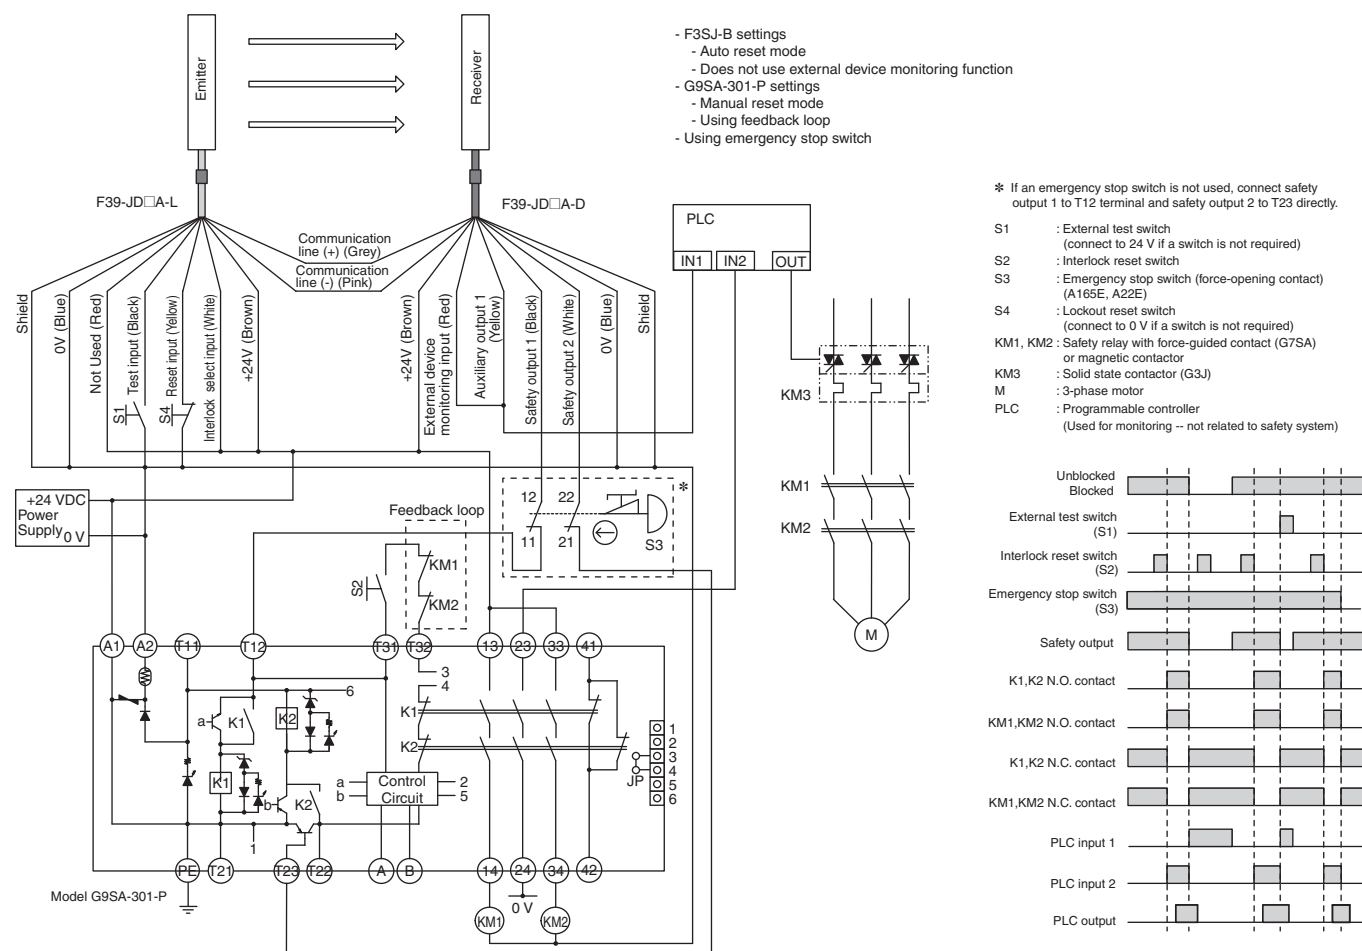 Emitter
Receiver
- F3SJ-B settings
- Auto reset mode
- Does not use external device monitoring function
- G9SA-301-P settings
- Manual reset mode
- Using feedback loop
- Using emergency stop switch
F39-JD□A-L
F39-JD□A-D
Communication
line (+) (Grey)
Communication
line (-) (Pink)
Shield
0V (Blue)
Not Used (Red)
Test input (Black)
Reset input (Yellow)
Interlock select input (White)
+24V (Brown)
+24V (Brown)
External device
monitoring input (Red)
Auxiliary output 1
(Yellow)
Safety output 1 (Black)
Safety output 2 (White)
0V (Blue)
Shield
S1
S4
PLC
IN1
IN2
OUT
KM3
KM1
KM2
M
✻ If an emergency stop switch is not used, connect safety
output 1 to T12 terminal and safety output 2 to T23 directly.
S1 : External test switch
(connect to 24 V if a switch is not required)
S2 : Interlock reset switch
S3 : Emergency stop switch (force-opening contact)
(A165E, A22E)
S4 : Lockout reset switch
(connect to 0 V if a switch is not required)
KM1, KM2 : Safety relay with force-guided contact (G7SA)
or magnetic contactor
KM3 : Solid state contactor (G3J)
M : 3-phase motor
PLC : Programmable controller
(Used for monitoring -- not related to safety system)
+24 VDC
Power
Supply
0 V
Feedback loop
S2
KM1
KM2
12
22
11
21
S3
✻
A1
A2
T11
T12
T31
T32
13
23
33
41
3
4
6
a
K1
K2
K1
K2
K1
b
K2
1
a
b
Control
Circuit
2
5
JP
1
2
3
4
5
6
PE
T21
T23
T22
A
B
14
24
34
42
Model G9SA-301-P
KM1
0 V
KM2
Unblocked
Blocked
External test switch
(S1)
Interlock reset switch
(S2)
Emergency stop switch
(S3)
Safety output
K1,K2 N.O. contact
KM1,KM2 N.O. contact
K1,K2 N.C. contact
KM1,KM2 N.C. contact
PLC input 1
PLC input 2
PLC output